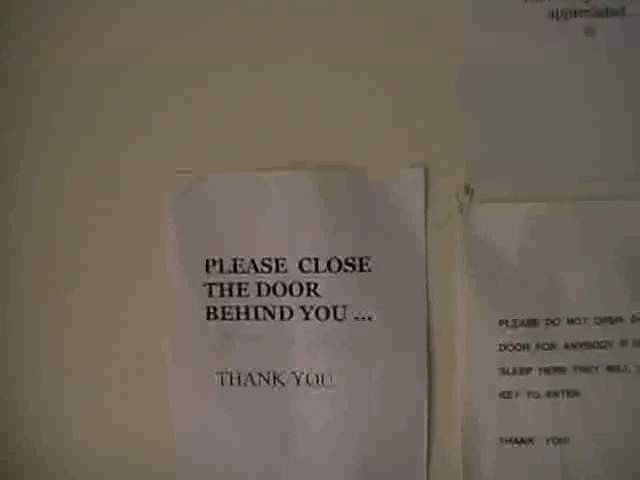 appreciated
PLEASE CLOSE
THE DOOR
BEHIND YOU ...
THANK YOU
PLEASE DO NOT OPEN
DOOR FOR ANYBODY IF
SLEEP HERE THEY WILL
KEY TO ENTER
THANK YOU!